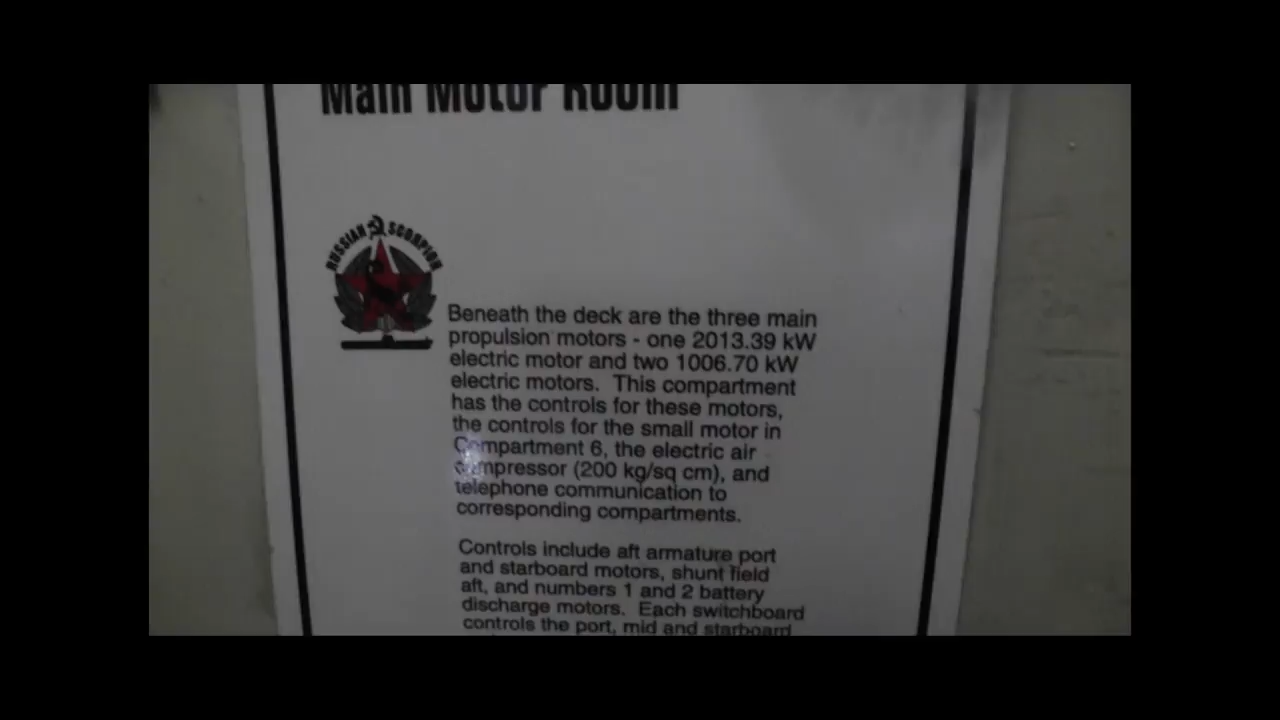 Main Motor Room
RUSSIAN SCORPION
Beneath the deck are the three main
propulsion motors - one 2013.39 kW
electric motor and two 1006.70 kW
electric motors. This compartment
has the controls for these motors,
the controls for the small motor in
Compartment 6, the electric air
compressor (200 kg/sq cm), and
telephone communication to
corresponding compartments.
Controls include aft armature port
and starboard motors, shunt field
aft, and numbers 1 and 2 battery
discharge motors. Each switchboard
controls the port, mid and starboard